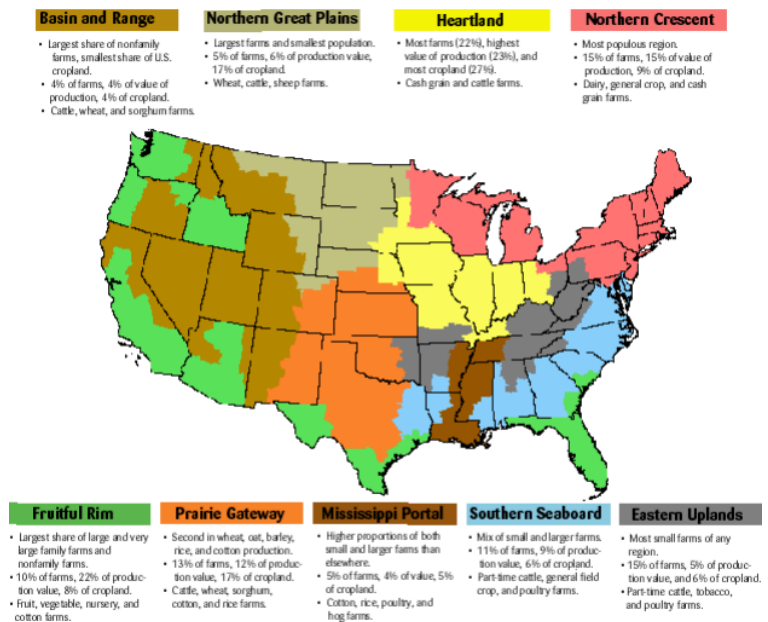 Basin and Range
• Largest share of nonfamily
farms, smallest share of U.S.
cropland.
• 4% of farms, 4% of value of
production, 4% of cropland.
• Cattle, wheat, and sorghum farms.
Northern Great Plains
• Largest farms and smallest population.
• 5% of farms, 6% of production value,
17% of cropland.
• Wheat, cattle, sheep farms.
Heartland
• Most farms (22%), highest
value of production (23%), and
most cropland (27%).
• Cash grain and cattle farms.
Northern Crescent
• Most populous region.
• 15% of farms, 15% of value of
production, 9% of cropland.
• Dairy, general crop, and cash
grain farms.
Fruitful Rim
• Largest share of large and very
large family farms and
nonfamily farms.
• 10% of farms, 22% of produc-
tion value, 8% of cropland.
• Fruit, vegetable, nursery, and
cotton farms.
Prairie Gateway
• Second in wheat, oat, barley,
rice, and cotton production.
• 13% of farms, 12% of produc-
tion value, 17% of cropland.
• Cattle, wheat, sorghum,
cotton, and rice farms.
Mississippi Portal
• Higher proportions of both
small and larger farms than
elsewhere.
• 5% of farms, 4% of value, 5%
of cropland.
• Cotton, rice, poultry, and
hog farms.
Southern Seaboard
• Mix of small and larger farms.
• 11% of farms, 9% of produc-
tion value, 6% of cropland.
• Part-time cattle, general field
crop, and poultry farms.
Eastern Uplands
• Most small farms of any
region.
• 15% of farms, 5% of produc-
tion value, and 6% of cropland.
• Part-time cattle, tobacco,
and poultry farms.